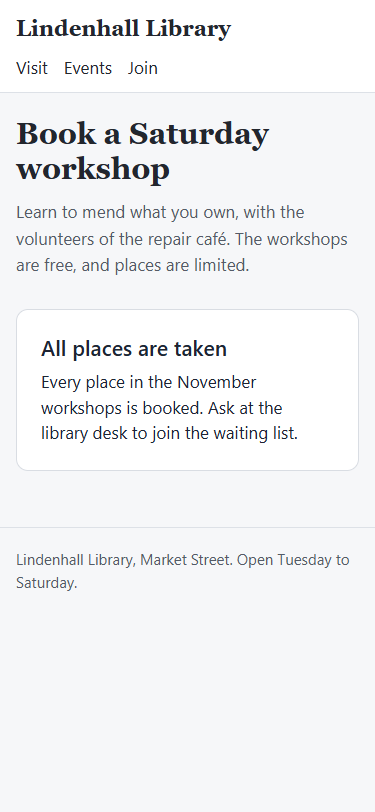 Lindenhall Library
Visit Events Join
Book a Saturday
workshop
Learn to mend what you own, with the
volunteers of the repair café. The workshops
are free, and places are limited.
All places are taken
Every place in the November
workshops is booked. Ask at the
library desk to join the waiting list.
Lindenhall Library, Market Street. Open Tuesday to
Saturday.